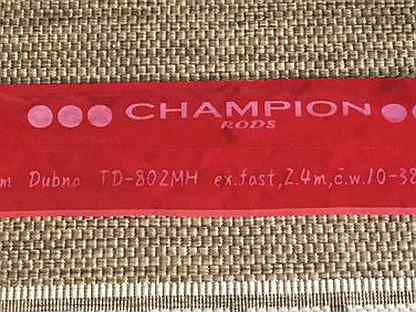 CHAMPION
RODS
m Dubna TD-802MH ex.fast, 2.4m, c.w. 10-38